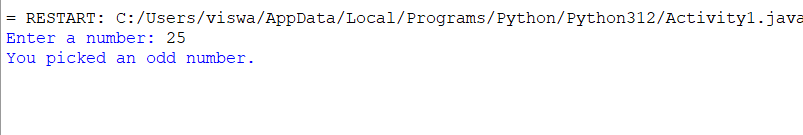 = RESTART: C:/Users/viswa/AppData/Local/Programs/Python/Python312/Activity1.java
Enter a number: 25
You picked an odd number.